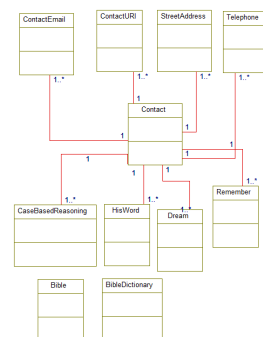 ContactEmail
ContactURI
StreetAddress
Telephone
1..*
1..*
1..*
1..*
1
Contact
1
1
1
1
1
1
1
1
1..*
1..*
1..*
1..*
CaseBasedReasoning
HisWord
Dream
Remember
Bible
BibleDictionary